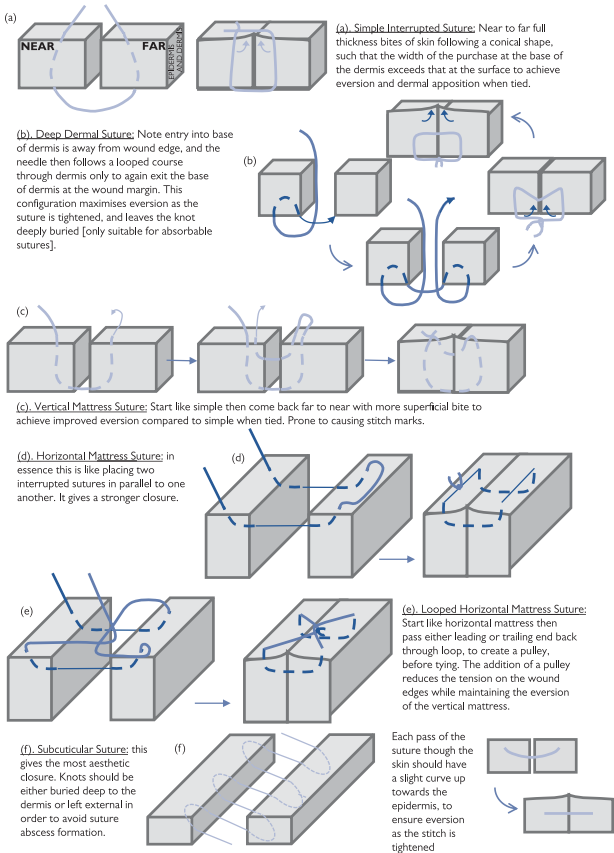 (a)
NEAR
FAR
EPIDERMIS
AND DERMIS
(a). Simple Interrupted Suture: Near to far full
thickness bites of skin following a conical shape,
such that the width of the purchase at the base of
the dermis exceeds that at the surface to achieve
eversion and dermal apposition when tied.
(b). Deep Dermal Suture: Note entry into base
of dermis is away from wound edge, and the
needle then follows a looped course
through dermis only to again exit the base
of dermis at the wound margin. This
configuration maximises eversion as the
suture is tightened, and leaves the knot
deeply buried [only suitable for absorbable
sutures].
(b)
(c)
(c). Vertical Mattress Suture: Start like simple then come back far to near with more superficial bite to
achieve improved eversion compared to simple when tied. Prone to causing stitch marks.
(d). Horizontal Mattress Suture: in
essence this is like placing two
interrupted sutures in parallel to one
another. It gives a stronger closure.
(d)
(e)
(e). Looped Horizontal Mattress Suture:
Start like horizontal mattress then
pass either leading or trailing end back
through loop, to create a pulley,
before tying. The addition of a pulley
reduces the tension on the wound
edges while maintaining the eversion
of the vertical mattress.
(f). Subcuticular Suture: this
gives the most aesthetic
closure. Knots should be
either buried deep to the
dermis or left external in
order to avoid suture
abscess formation.
(f)
Each pass of the
suture though the
skin should have
a slight curve up
towards the
epidermis, to
ensure eversion
as the stitch is
tightened